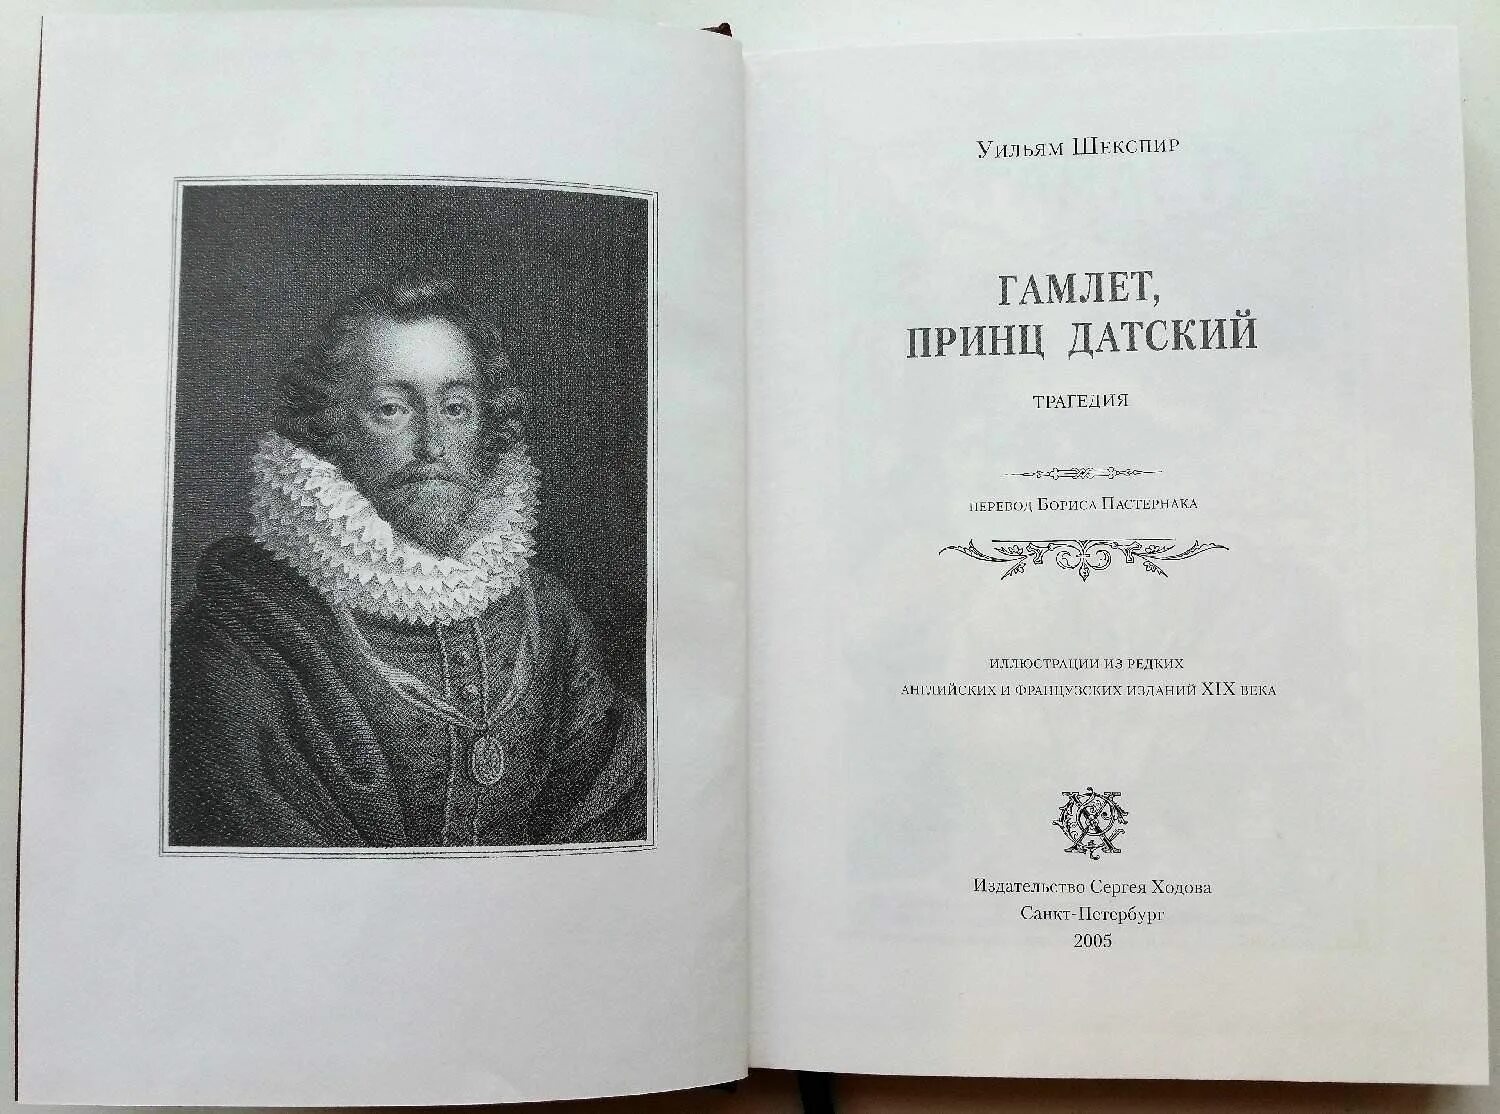 Уильям Шекспир
ГАМЛЕТ,
ПРИНЦ ДАТСКИЙ
ТРАГЕДИЯ
ПЕРЕВОД БОРИСА ПАСТЕРНАКА
ИЛЛЮСТРАЦИИ ИЗ РЕДКИХ
АНГЛИЙСКИХ И ФРАНЦУЗСКИХ ИЗДАНИЙ XIX ВЕКА
Издательство Сергея Ходова
Санкт-Петербург
2005